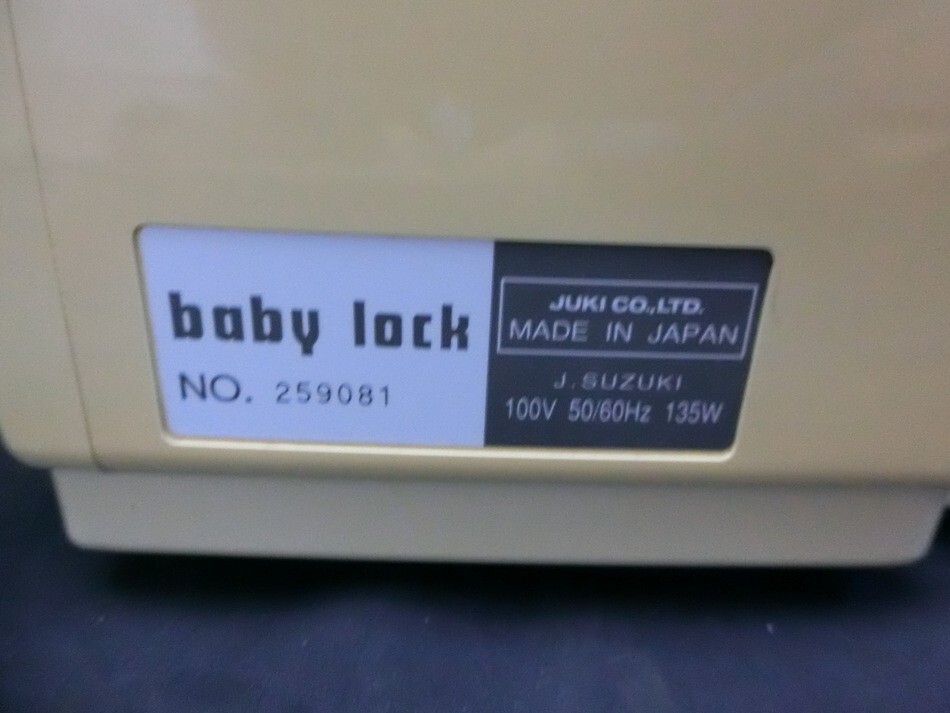 baby lock
NO. 259081
JUKI CO.,LTD.
MADE IN JAPAN
J.SUZUKI
100V 50/60Hz 135W